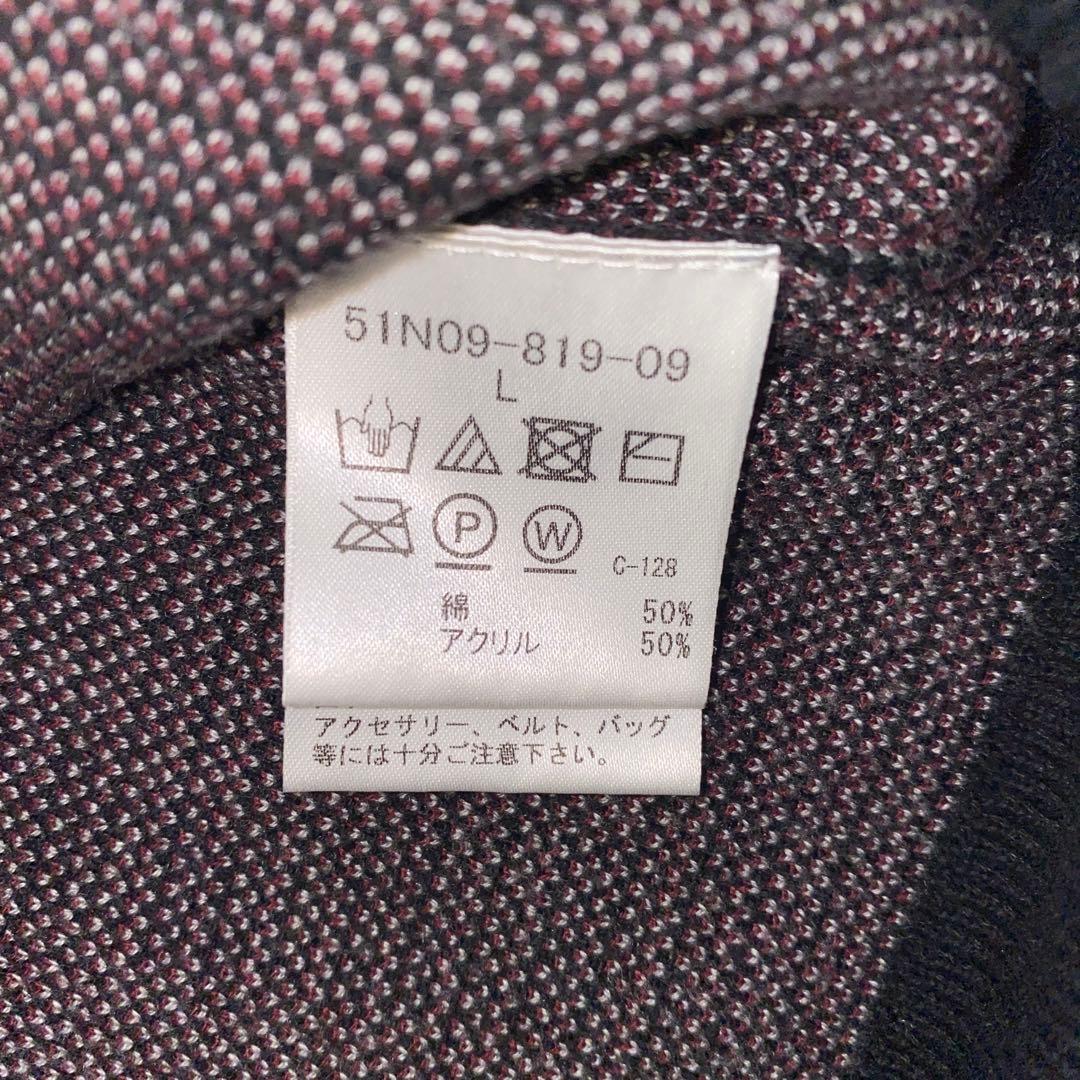 51N09-819-09
L
P W C-128
綿 50%
アクリル 50%
アクセサリー、ベルト、バッグ
等には十分ご注意下さい。